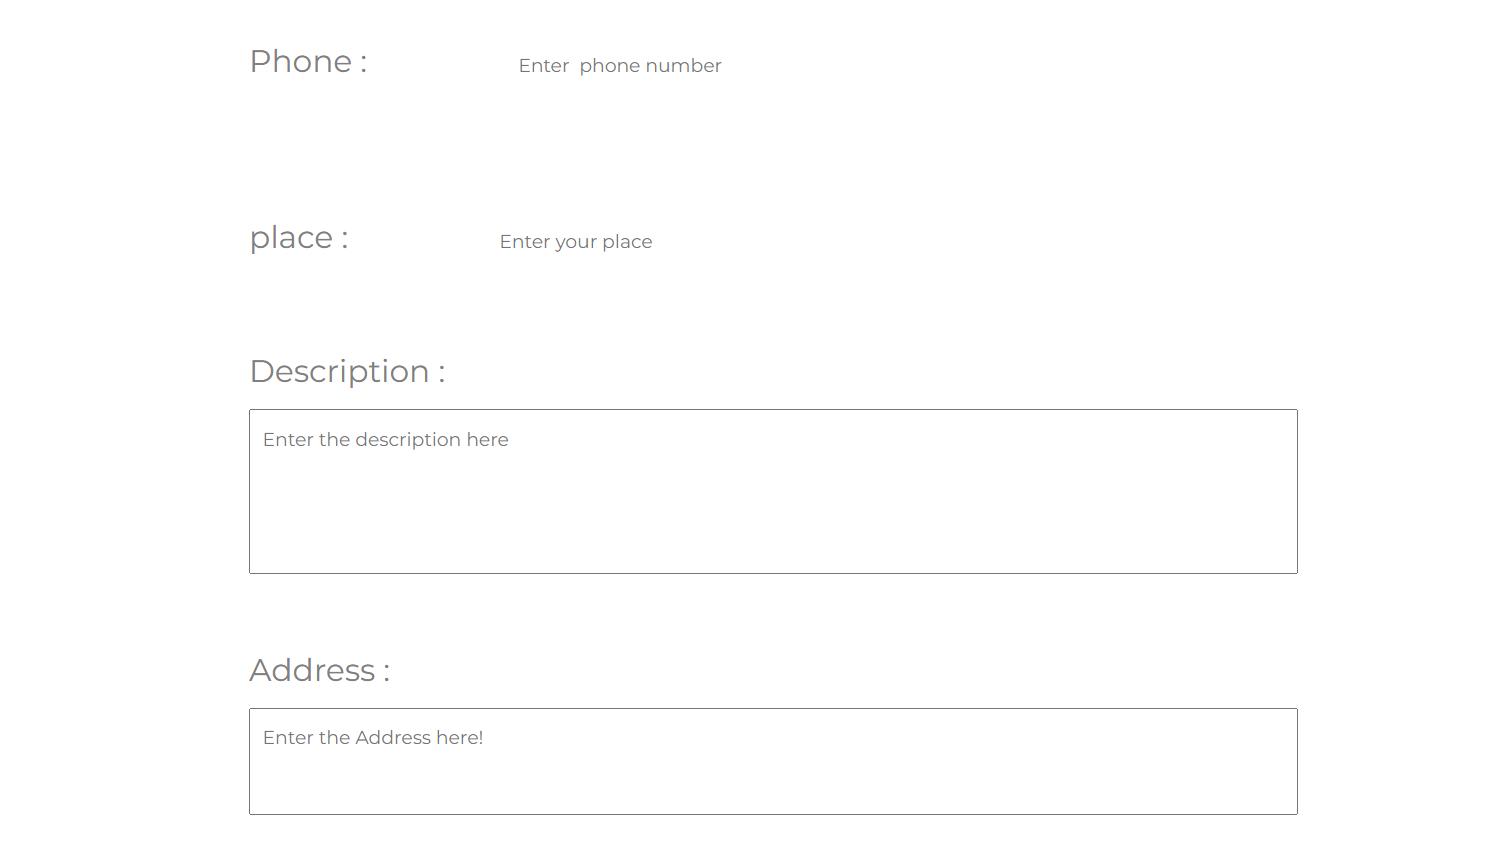 Phone : Enter  phone number
place : Enter your place
Description :
Enter the description here
Address :
Enter the Address here!